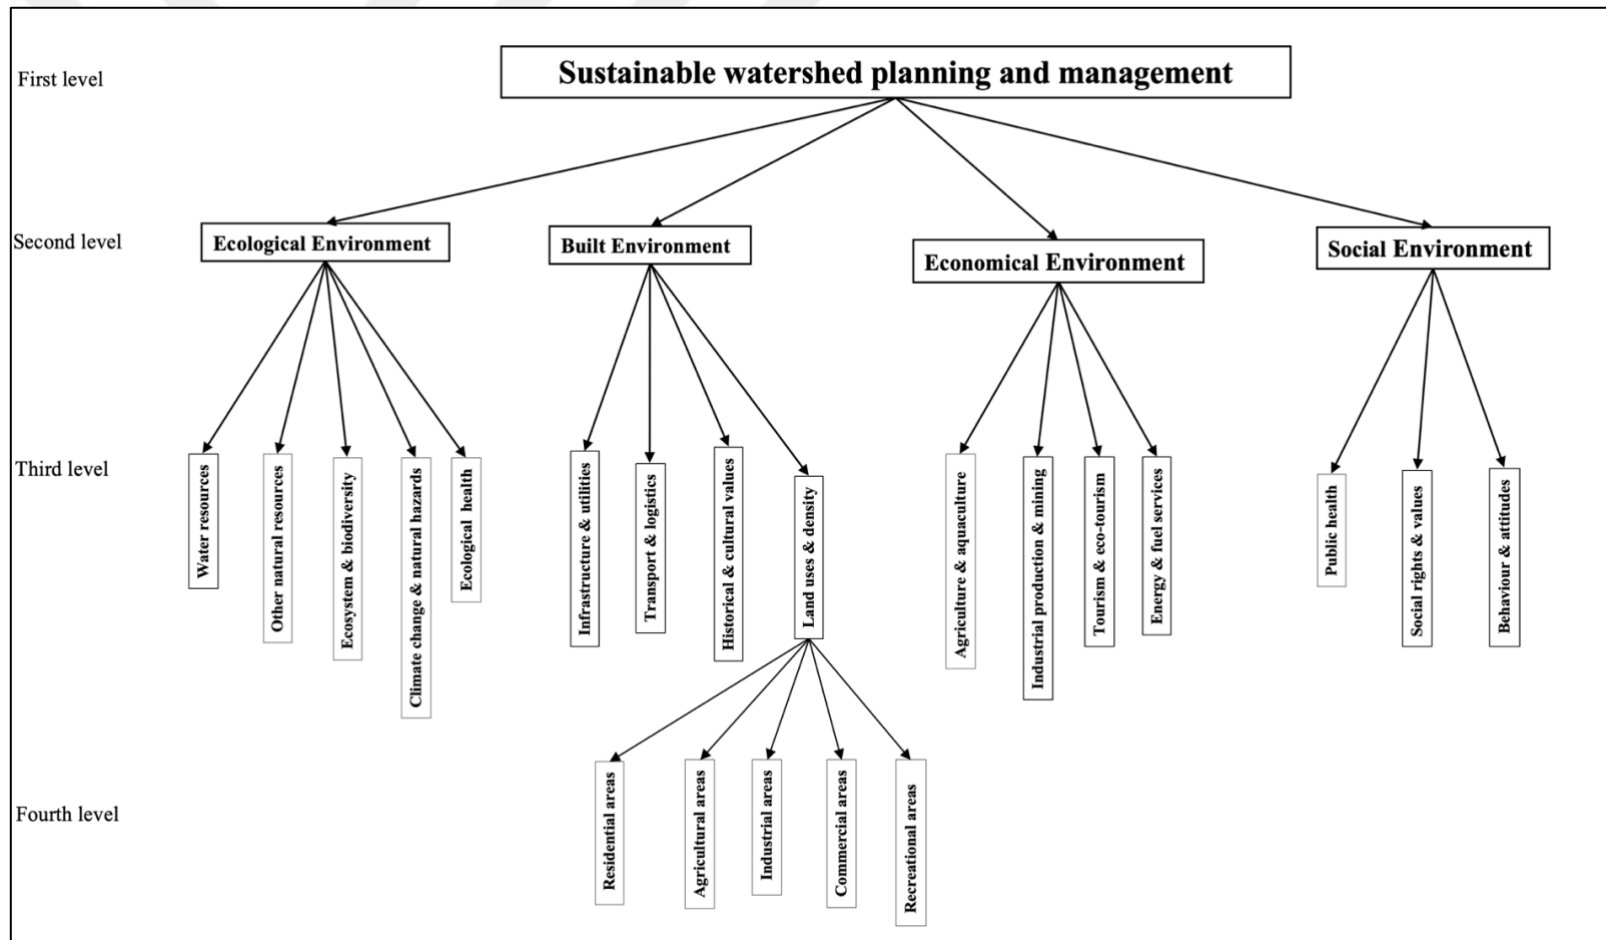 First level
Sustainable watershed planning and management
Second level
Ecological Environment
Built Environment
Economical Environment
Social Environment
Third level
Water resources
Other natural resources
Ecosystem & biodiversity
Climate change & natural hazards
Ecological health
Infrastructure & utilities
Transport & logistics
Historical & cultural values
Land uses & density
Agriculture & aquaculture
Industrial production & mining
Tourism & eco-tourism
Energy & fuel services
Public health
Social rights & values
Behaviour & attitudes
Fourth level
Residential areas
Agricultural areas
Industrial areas
Commercial areas
Recreational areas